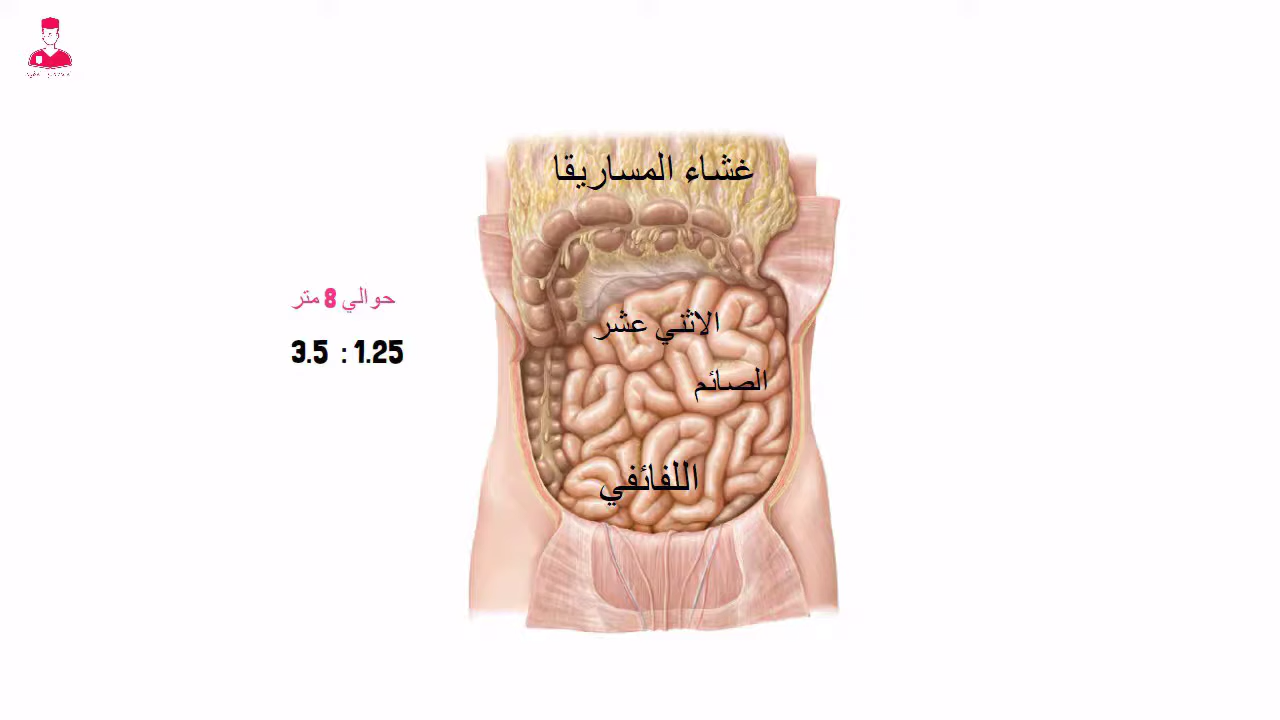 غشاء المساريقا
حوالي 8 متر
3.5 : 1.25
الاثني عشر
الصائم
اللفائفي